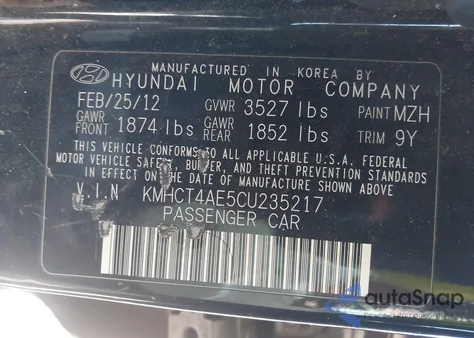 MANUFACTURED IN KOREA BY
HYUNDAI MOTOR COMPANY
FEB/25/12 GVWR 3527 lbs PAINT MZH
GAWR FRONT 1874 lbs GAWR REAR 1852 lbs TRIM 9Y
THIS VEHICLE CONFORMS TO ALL APPLICABLE U.S.A. FEDERAL
MOTOR VEHICLE SAFETY, BUMPER, AND THEFT PREVENTION STANDARDS
IN EFFECT ON THE DATE OF MANUFACTURE SHOWN ABOVE.
V.I.N KMHCT4AE5CU235217
PASSENGER CAR
autoSnap